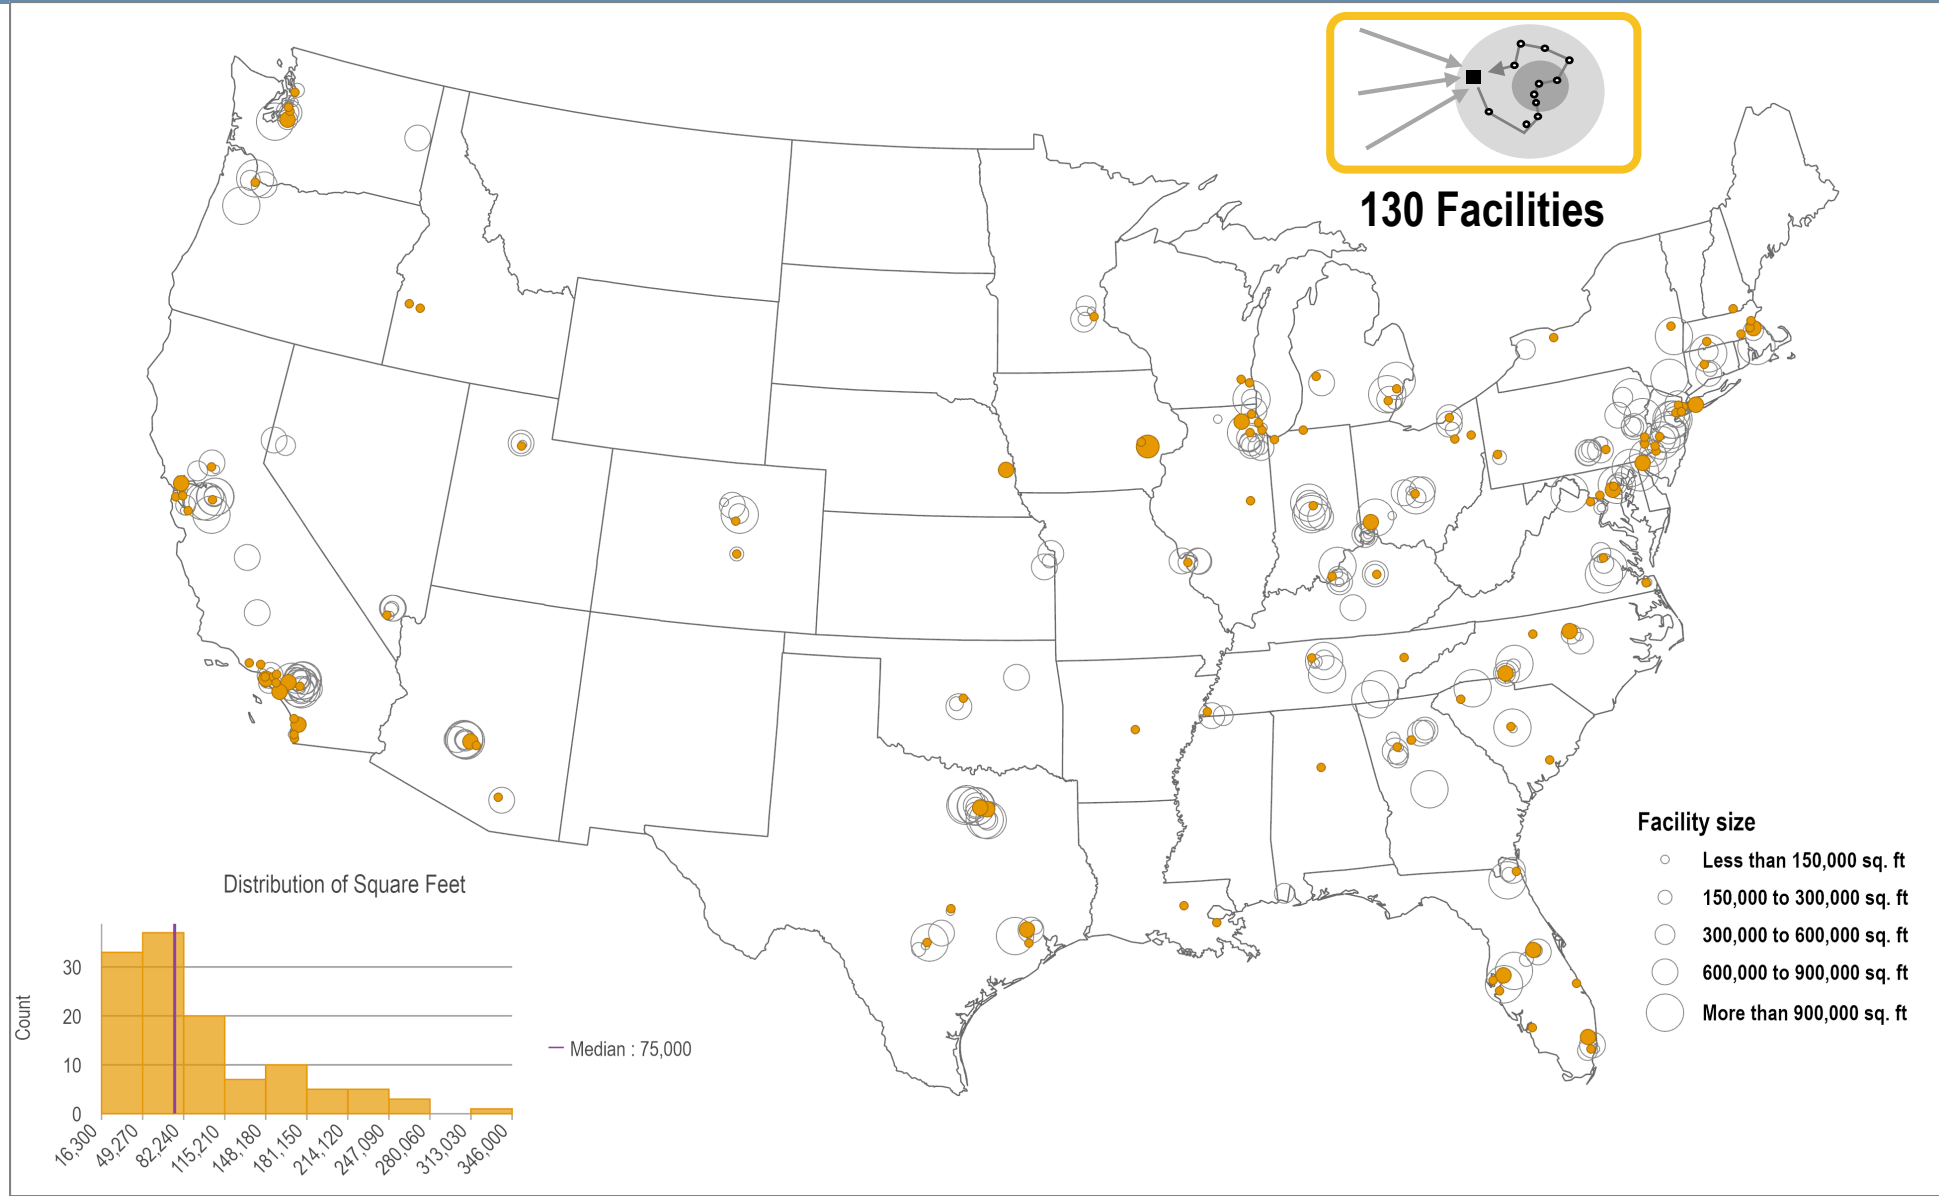 130 Facilities
Facility size
Less than 150,000 sq. ft
150,000 to 300,000 sq. ft
300,000 to 600,000 sq. ft
600,000 to 900,000 sq. ft
More than 900,000 sq. ft
Distribution of Square Feet
Count
30
20
10
0
16,300
49,270
82,240
115,210
148,180
181,150
214,120
247,090
280,060
313,030
346,000
Median : 75,000